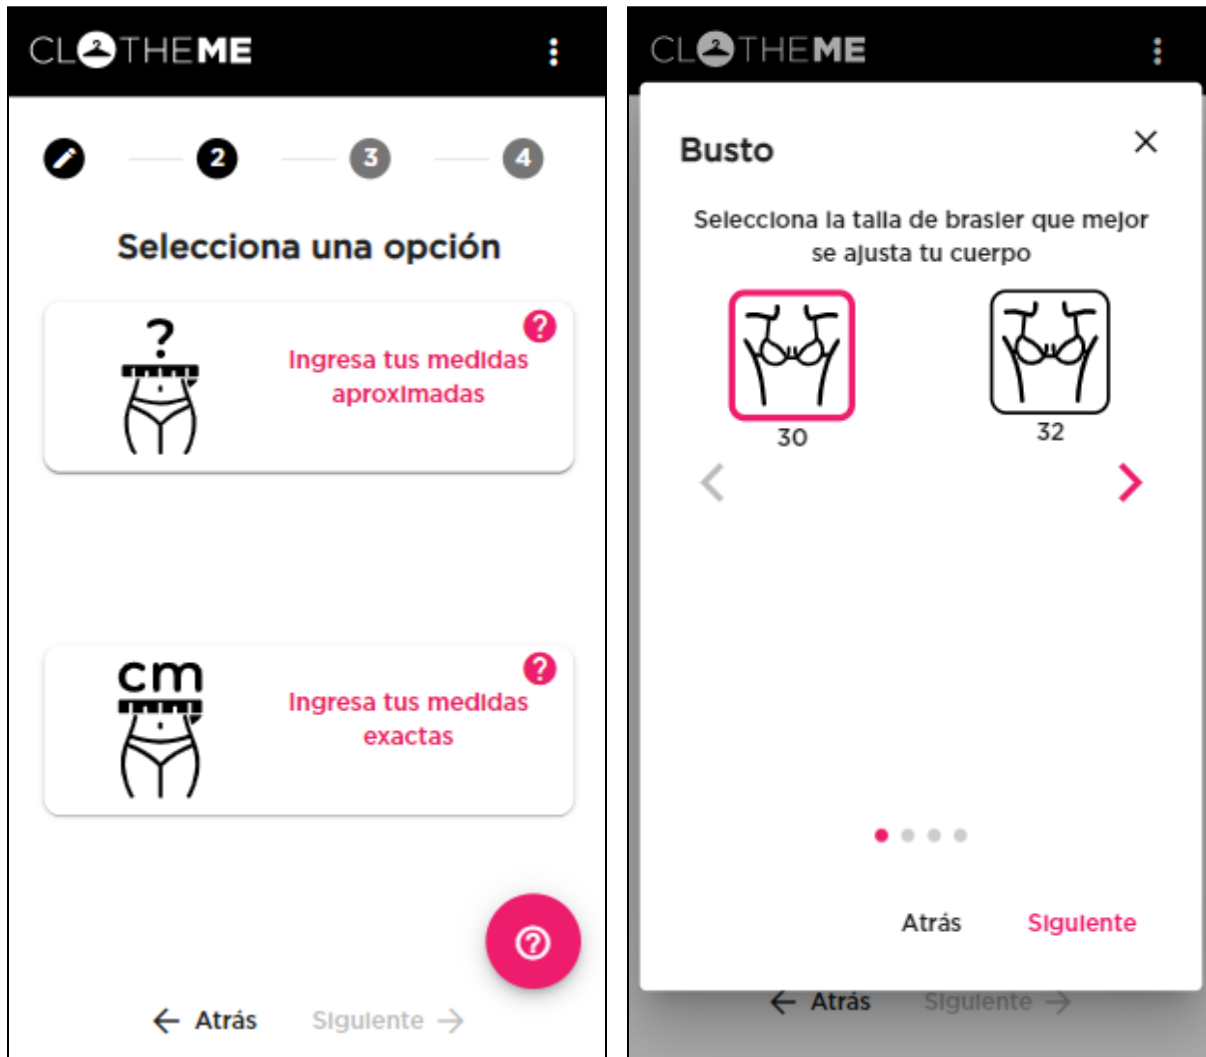 CLOTHEME
2
3
4
Selecciona una opción
?
?
Ingresa tus medidas
aproximadas
cm
?
Ingresa tus medidas
exactas
?
← Atrás
Siguiente →
CLOTHEME
Busto
Selecciona la talla de brasier que mejor
se ajusta tu cuerpo
30
32
Atrás
Siguiente
← Atrás
Siguiente →